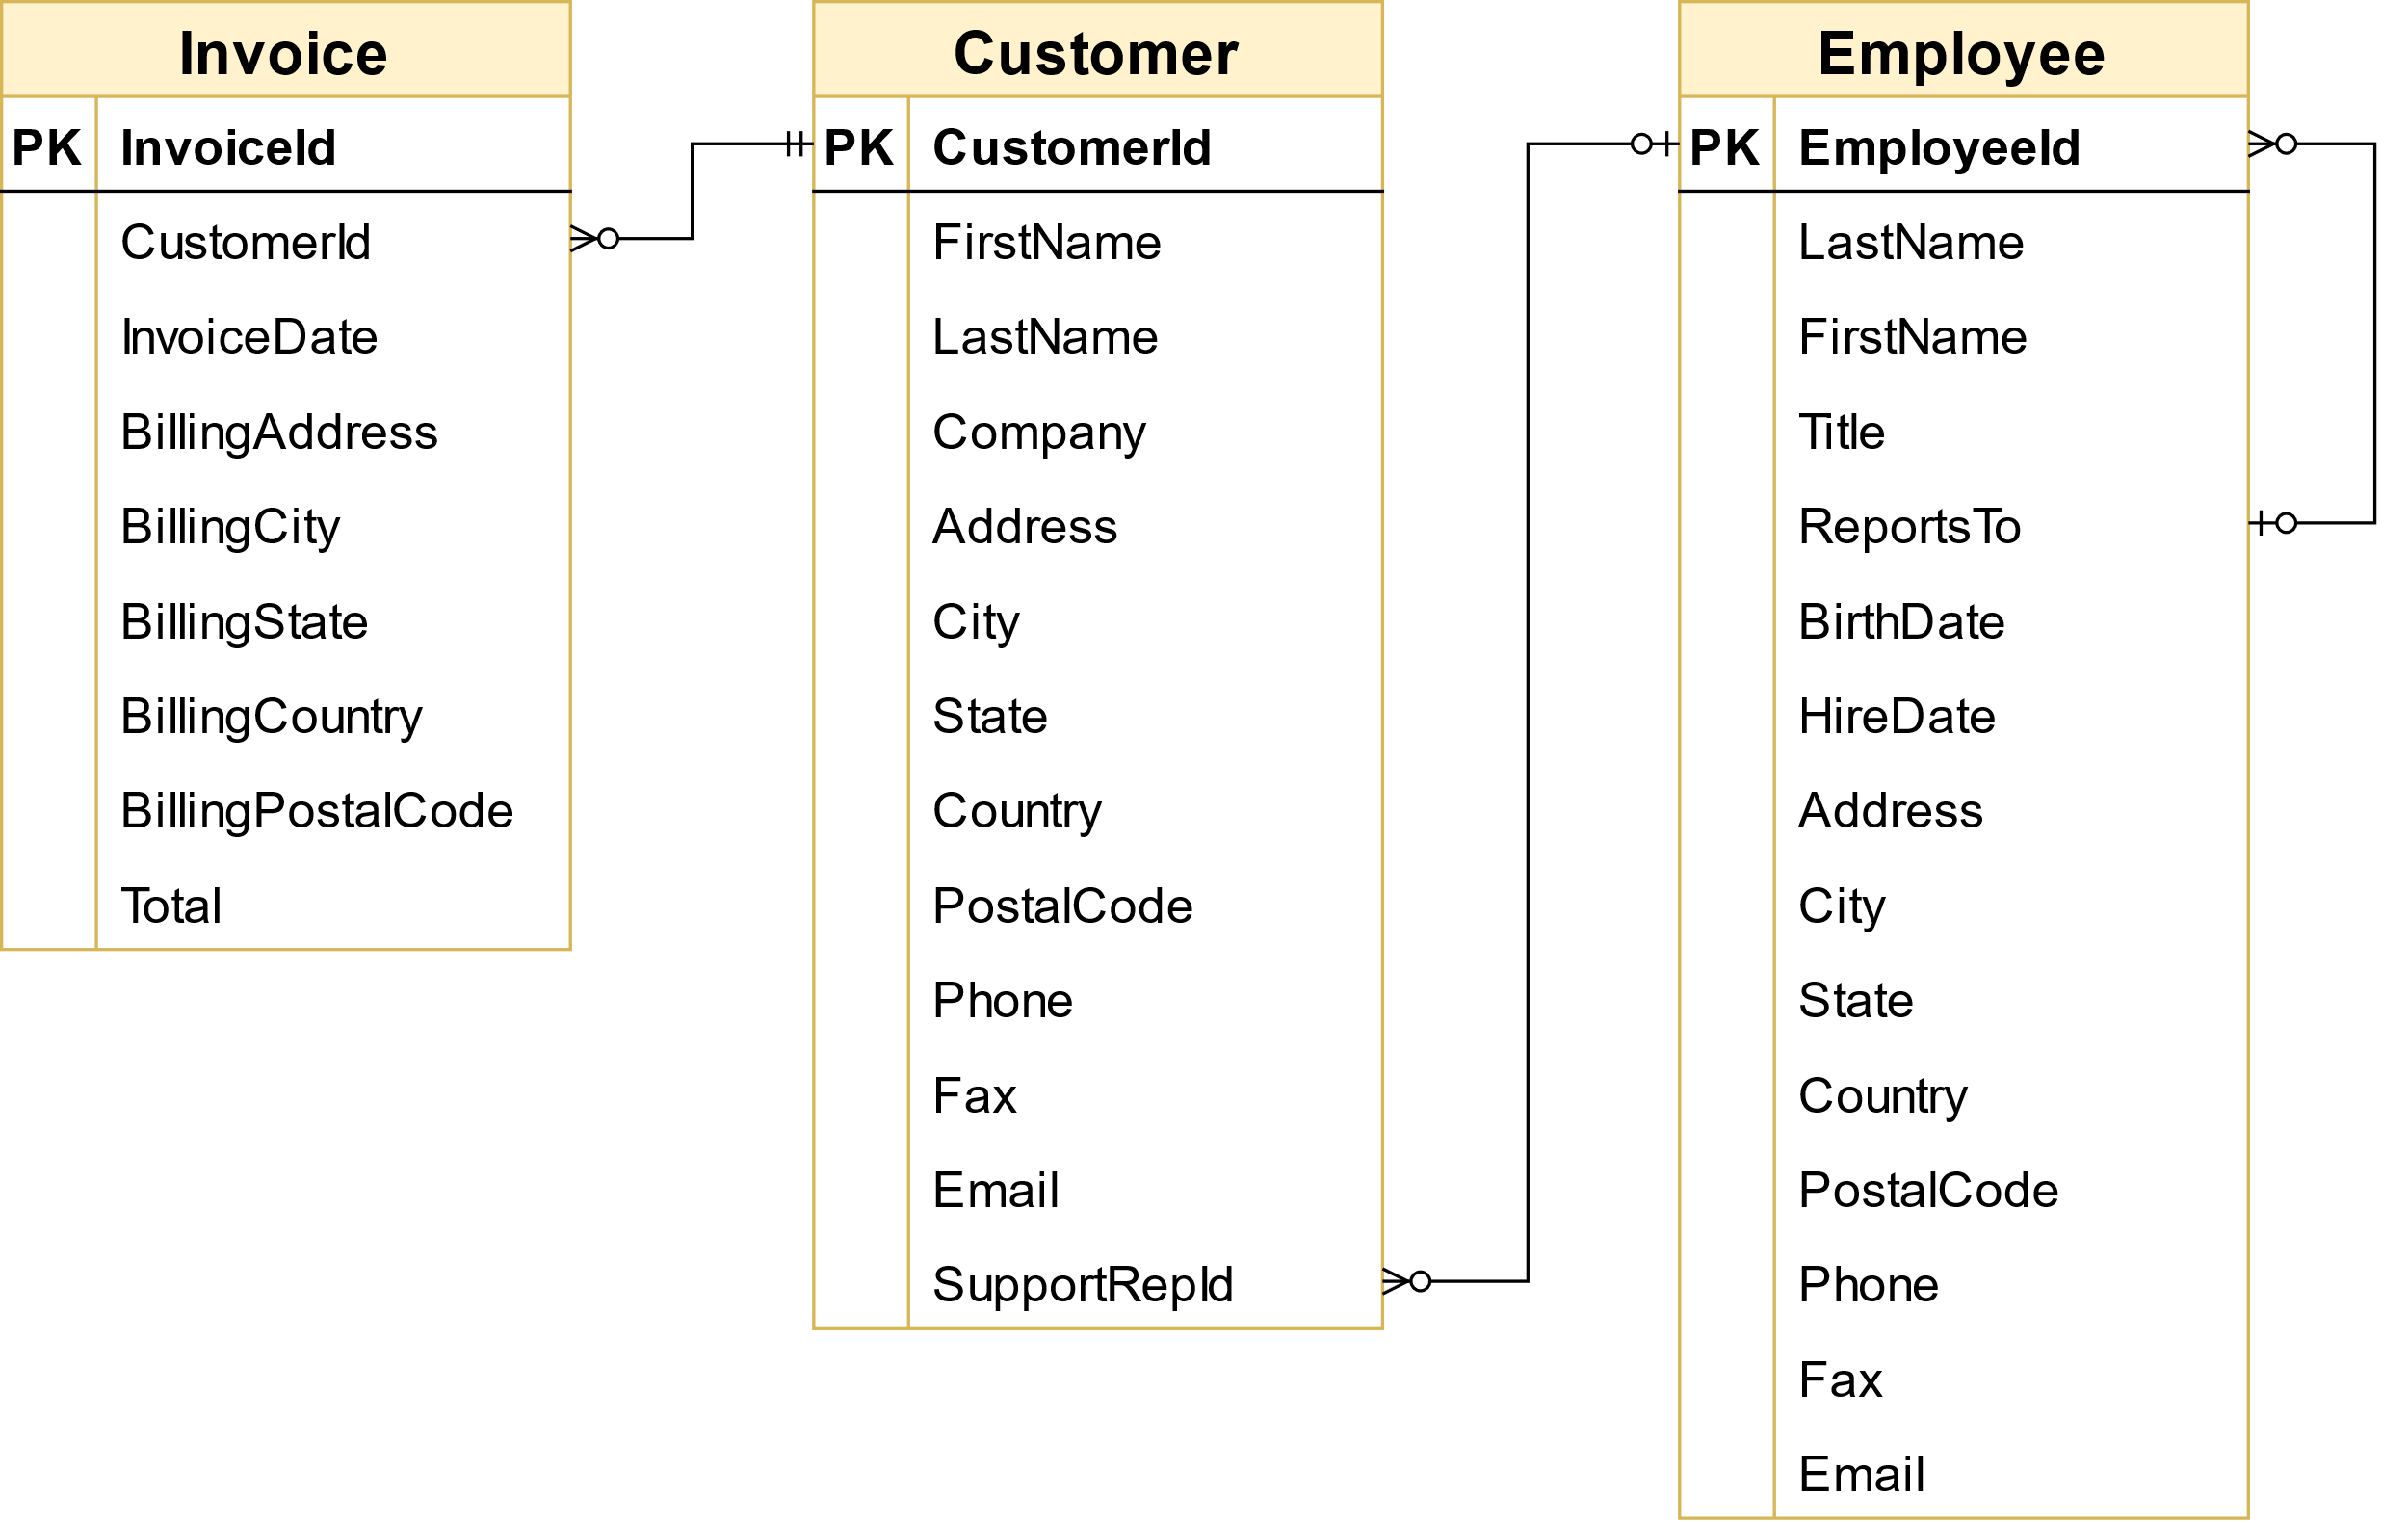 Invoice
PK InvoiceId
CustomerId
InvoiceDate
BillingAddress
BillingCity
BillingState
BillingCountry
BillingPostalCode
Total
Customer
PK CustomerId
FirstName
LastName
Company
Address
City
State
Country
PostalCode
Phone
Fax
Email
SupportRepId
Employee
PK EmployeeId
LastName
FirstName
Title
ReportsTo
BirthDate
HireDate
Address
City
State
Country
PostalCode
Phone
Fax
Email